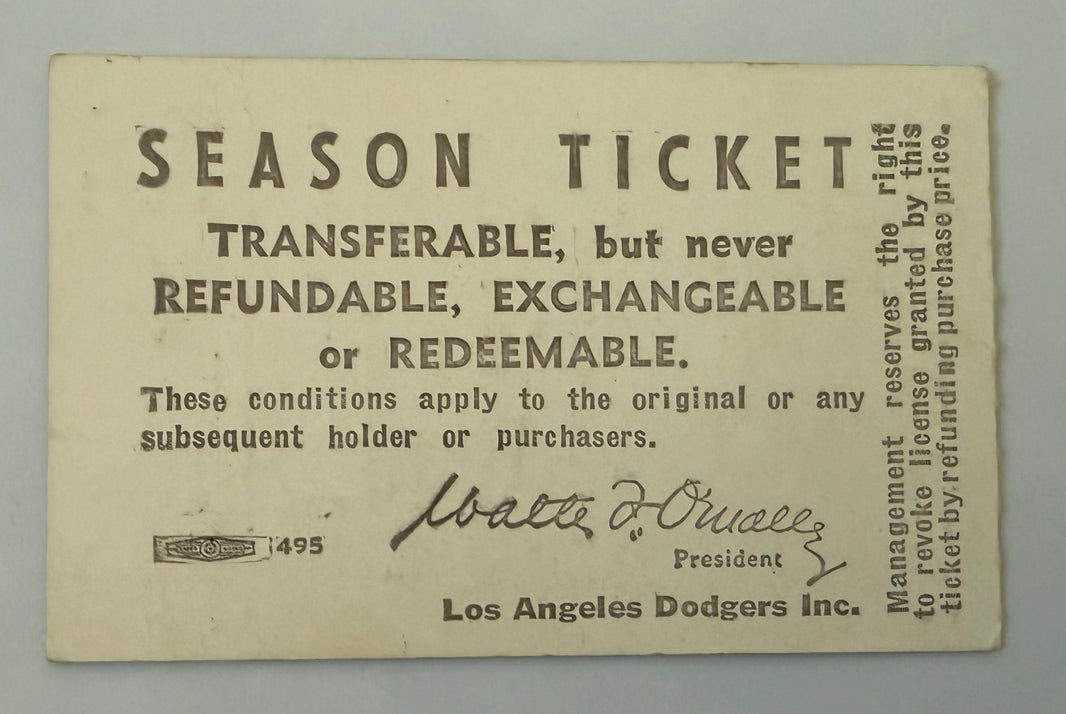 SEASON TICKET
TRANSFERABLE, but never
REFUNDABLE, EXCHANGEABLE
or REDEEMABLE.
These conditions apply to the original or any
subsequent holder or purchasers.
Walter F. O'Malley
President
495
Los Angeles Dodgers Inc.
Management reserves the right
to revoke license granted by this
ticket by refunding purchase price.